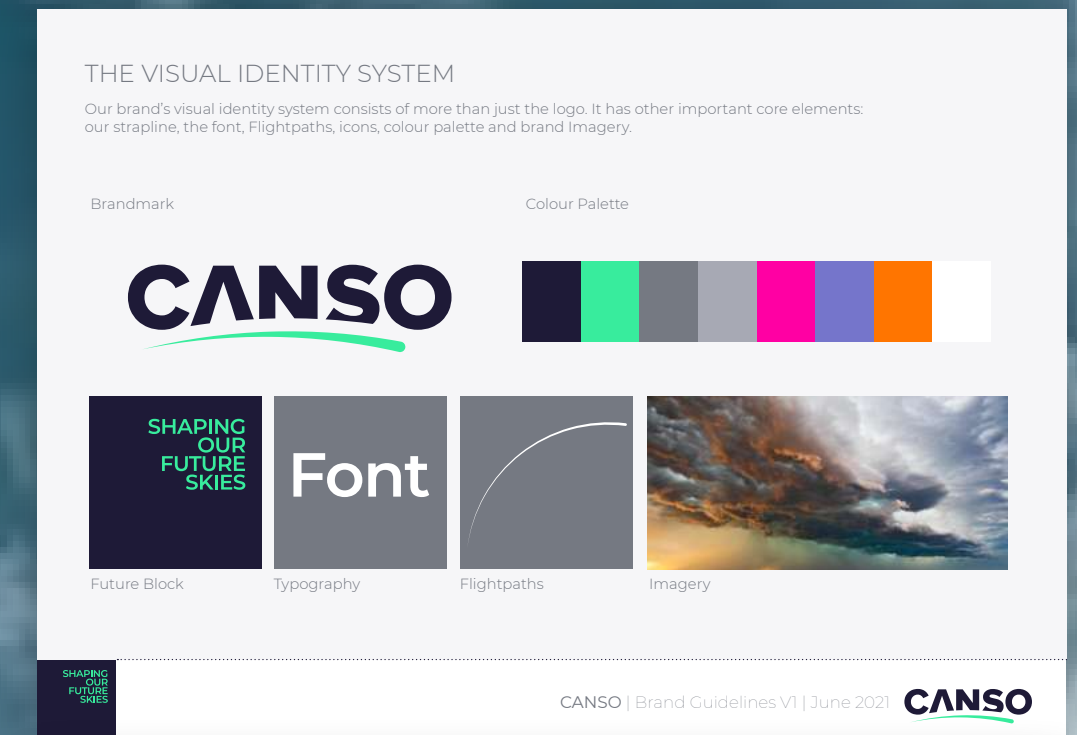 THE VISUAL IDENTITY SYSTEM
Our brand's visual identity system consists of more than just the logo. It has other important core elements:
our strapline, the font, Flightpaths, icons, colour palette and brand Imagery.
Brandmark
Colour Palette
CANSO
SHAPING
OUR
FUTURE
SKIES
Font
Future Block
Typography
Flightpaths
Imagery
SHAPING
OUR
FUTURE
SKIES
CANSO | Brand Guidelines V1 | June 2021
CANSO